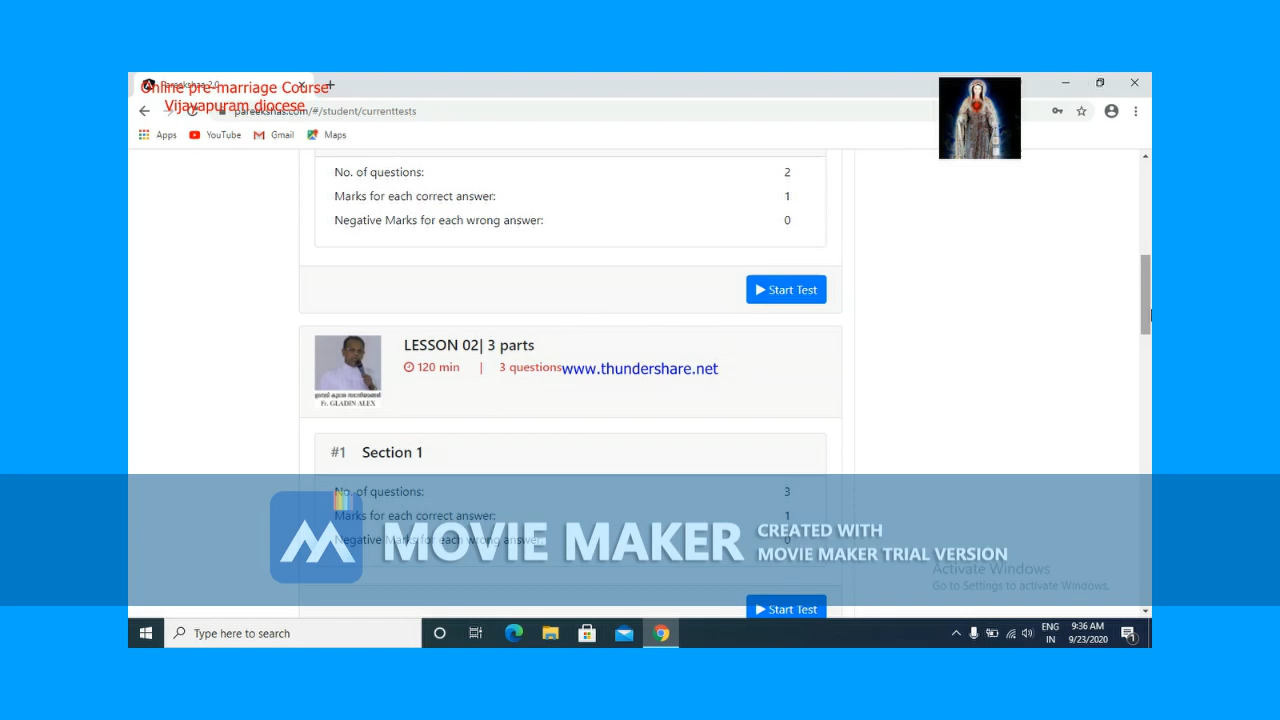 Online pre-marriage Course
Vijayapuram diocese
pareekshas.com/#/student/currenttests
Apps YouTube Gmail Maps
No. of questions: 2
Marks for each correct answer: 1
Negative Marks for each wrong answer: 0
Start Test
LESSON 02| 3 parts
120 min | 3 questions
www.thundershare.net
Fr. GLADIN ALEX
#1 Section 1
No. of questions: 3
Marks for each correct answer: 1
Negative Marks for each wrong answer: 0
MOVIE MAKER
CREATED WITH
MOVIE MAKER TRIAL VERSION
Activate Windows
Go to Settings to activate Windows.
Start Test
Type here to search
ENG
IN
9:36 AM
9/23/2020
1